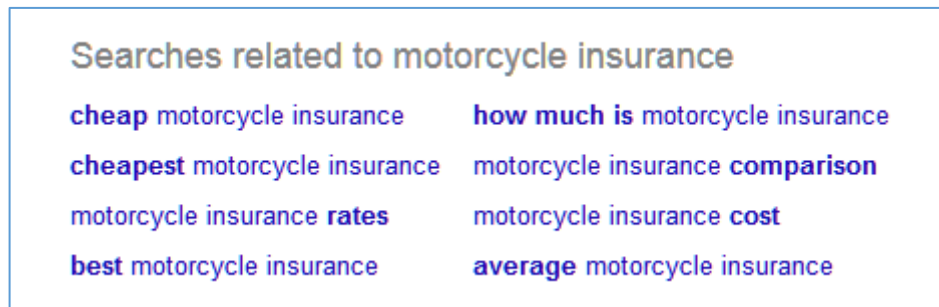 Searches related to motorcycle insurance
cheap motorcycle insurance
how much is motorcycle insurance
cheapest motorcycle insurance
motorcycle insurance comparison
motorcycle insurance rates
motorcycle insurance cost
best motorcycle insurance
average motorcycle insurance